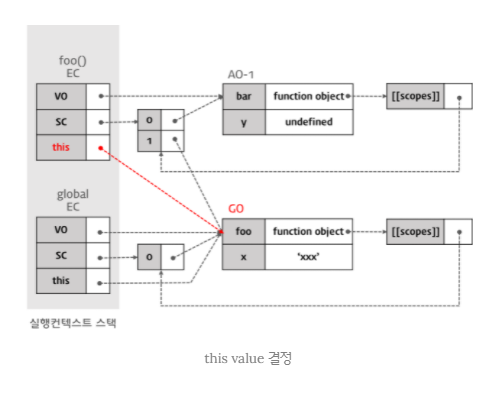 foo()
EC
VO
SC
this
0
1
AO-1
bar function object
y undefined
[[scopes]]
global
EC
VO
SC
this
0
GO
foo function object
x 'xxx'
[[scopes]]
실행컨텍스트 스택
this value 결정